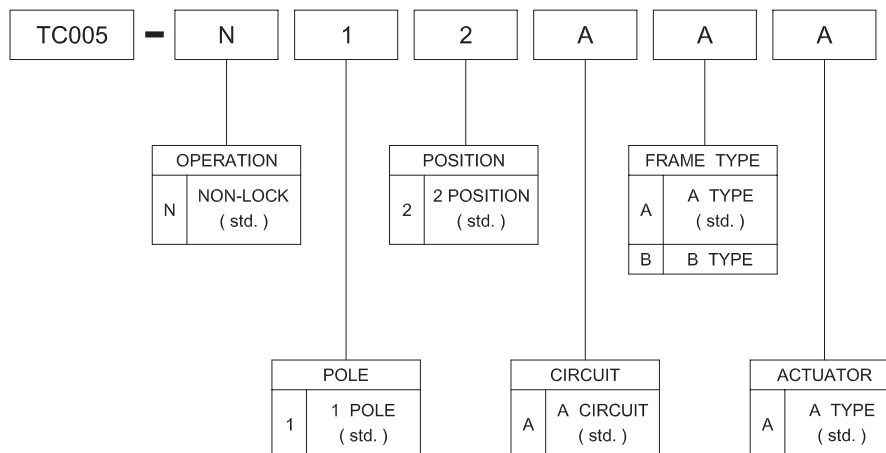 TC005 - N 1 2 A A A
OPERATION
N NON-LOCK
( std. )
POSITION
2 2 POSITION
( std. )
FRAME TYPE
A A TYPE
( std. )
B B TYPE
POLE
1 1 POLE
( std. )
CIRCUIT
A A CIRCUIT
( std. )
ACTUATOR
A A TYPE
( std. )